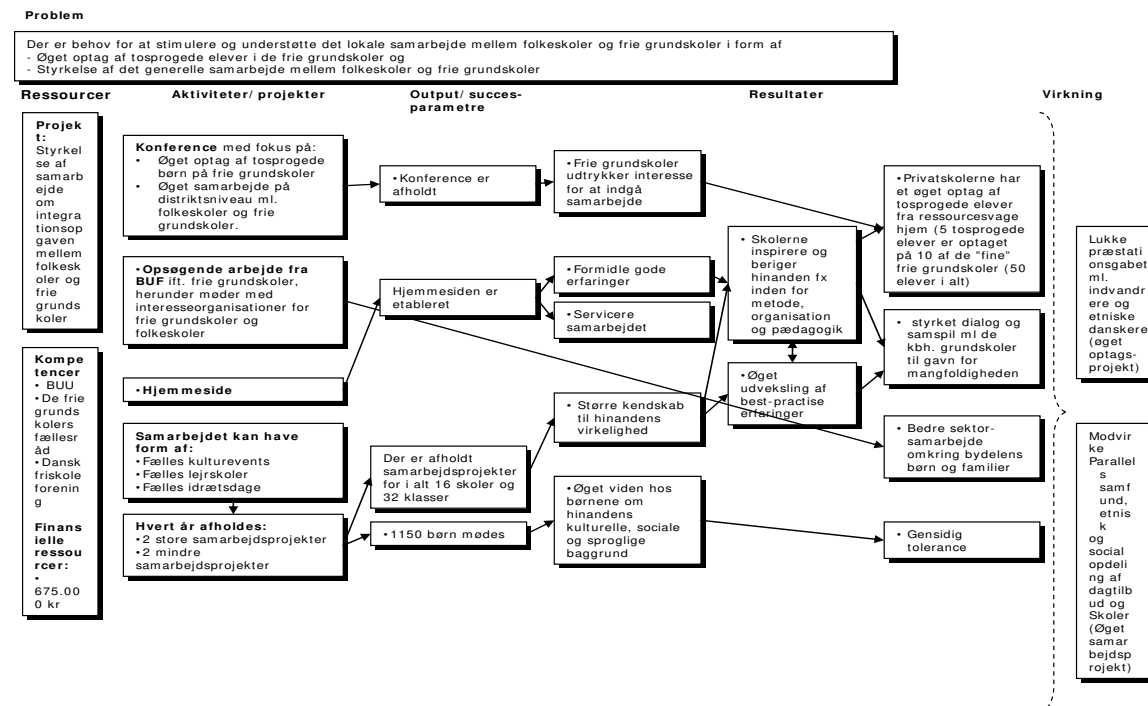 Problem
Der er behov for at stimulere og understøtte det lokale samarbejde mellem folkeskoler og frie grundskoler i form af
- Øget optag af tosprogede elever i de frie grundskoler og
- Styrkelse af det generelle samarbejde mellem folkeskoler og frie grundskoler
Ressourcer
Aktiviteter/ projekter
Output/ succes-
parametre
Resultater
Virkning
Projek
t:
Styrkel
se af
samarb
ejde
om
integra
tionsop
gaven
mellem
folkesk
oler og
frie
grunds
koler
Kompe
tencer
• BUU
• De frie
grunds
kolers
fællesr
åd
• Dansk
friskole
forenin
g
Finans
ielle
ressou
rcer:
•
675.00
0 kr
Konference med fokus på:
• Øget optag af tosprogede
børn på frie grundskoler
• Øget samarbejde på
distriktsniveau ml.
folkeskoler og frie
grundskoler.
• Opsøgende arbejde fra
BUF ift. frie grundskoler,
herunder møder med
interesseorganisationer for
frie grundskoler og
folkeskoler
• Hjemmeside
Samarbejdet kan have
form af:
• Fælles kulturevents
• Fælles lejrskoler
• Fælles idrætsdage
Hvert år afholdes:
• 2 store samarbejdsprojekter
• 2 mindre
samarbejdsprojekter
• Konference er
afholdt
Hjemmesiden er
etableret
Der er afholdt
samarbejdsprojekter
for i alt 16 skoler og
32 klasser
• 1150 børn mødes
• Frie grundskoler
udtrykker interesse
for at indgå
samarbejde
• Formidle gode
erfaringer
• Servicere
samarbejdet
• Større kendskab
til hinandens
virkelighed
• Øget viden hos
børnene om
hinandens
kulturelle, sociale
og sproglige
baggrund
• Skolerne
inspirere og
beriger
hinanden fx
inden for
metode,
organisation
og pædagogik
• Øget
udveksling af
best-practise
erfaringer
• Privatskolerne har
et øget optag af
tosprogede elever
fra ressourcesvage
hjem (5 tosprogede
elever er optaget
på 10 af de "fine"
frie grundskoler (50
elever i alt)
• styrket dialog og
samspil ml de
kbh. grundskoler
til gavn for
mangfoldigheden
• Bedre sektor-
samarbejde
omkring bydelens
børn og familier
• Gensidig
tolerance
Lukke
præstati
onsgabet
ml.
indvandr
ere og
etniske
danskere
(øget
optags-
projekt)
Modvir
ke
Parallel
s
samf
und,
etnis
k
og
social
opdeli
ng af
dagtilb
ud og
Skoler
(Øget
samar
bejdsp
rojekt)